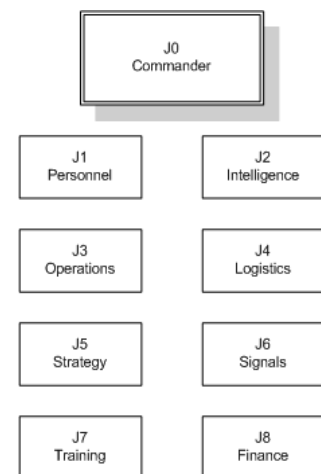 J0
Commander
J1
Personnel
J2
Intelligence
J3
Operations
J4
Logistics
J5
Strategy
J6
Signals
J7
Training
J8
Finance